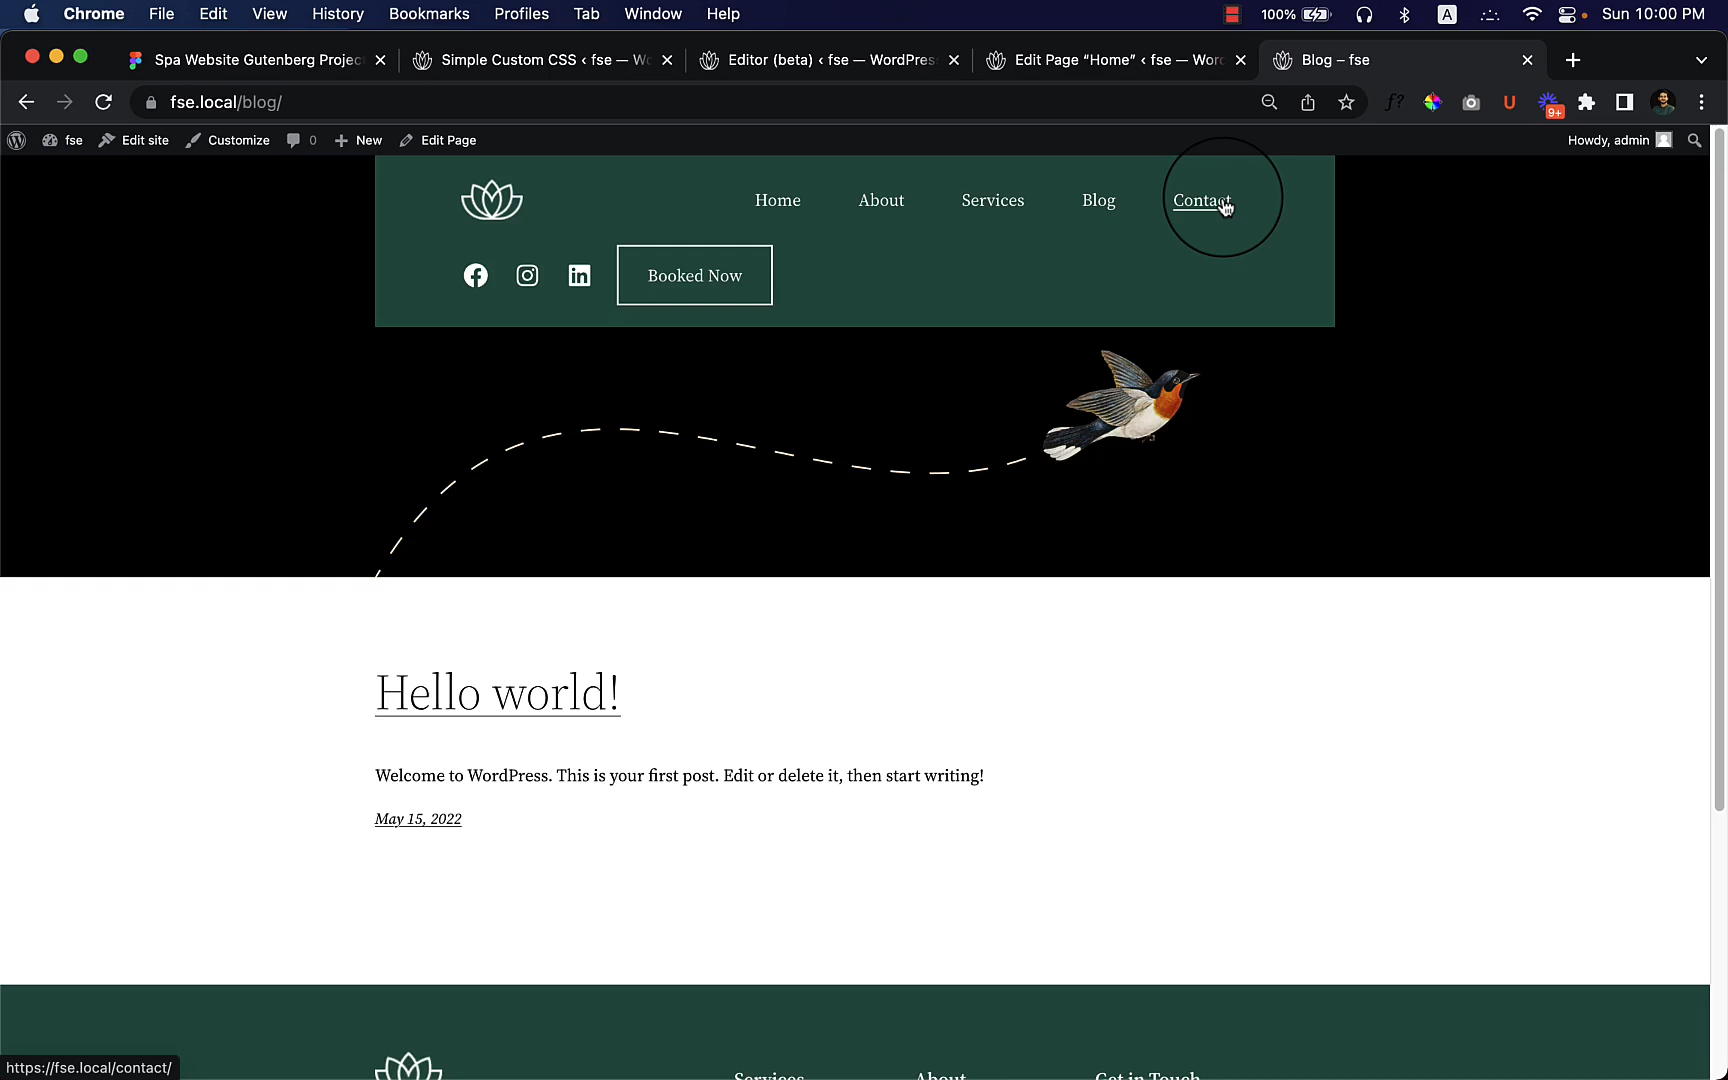 Chrome File Edit View History Bookmarks Profiles Tab Window Help 100% A Sun 10:00 PM
Spa Website Gutenberg Projec Simple Custom CSS ‹ fse — Wo Editor (beta) ‹ fse — WordPres Edit Page “Home” ‹ fse — Word Blog – fse
fse.local/blog/ f? U 9+
fse Edit site Customize 0 New Edit Page Howdy, admin
Home About Services Blog Contact
Booked Now
Hello world!
Welcome to WordPress. This is your first post. Edit or delete it, then start writing!
May 15, 2022
https://fse.local/contact/
Services About Get in Touch